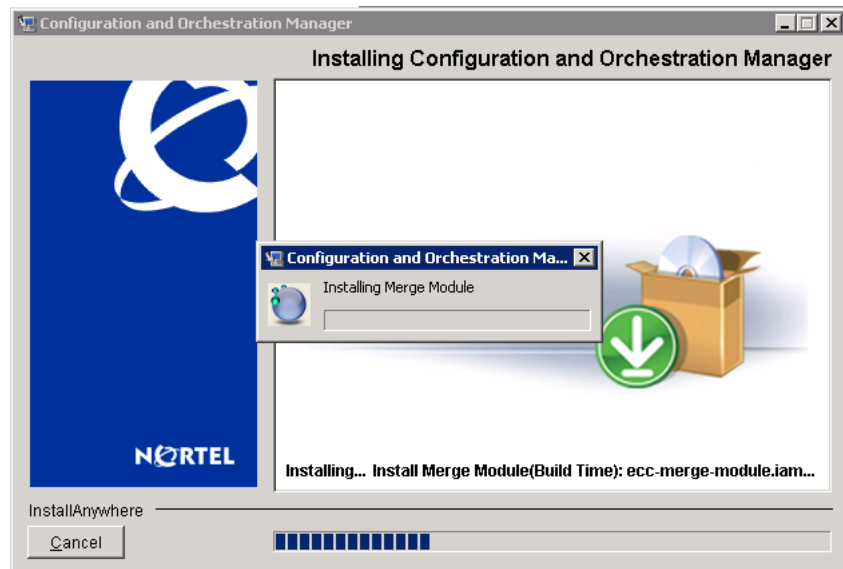 Configuration and Orchestration Manager
Installing Configuration and Orchestration Manager
Configuration and Orchestration Ma...
Installing Merge Module
NORTEL
Installing... Install Merge Module(Build Time): ecc-merge-module.iam...
InstallAnywhere
Cancel